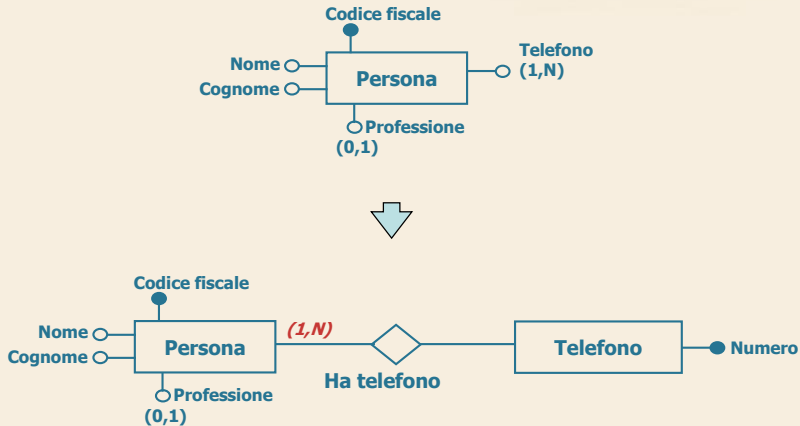 Codice fiscale
Nome
Telefono
(1,N)
Persona
Cognome
Professione
(0,1)
Codice fiscale
Nome
(1,N)
Persona
Telefono
Numero
Cognome
Ha telefono
Professione
(0,1)